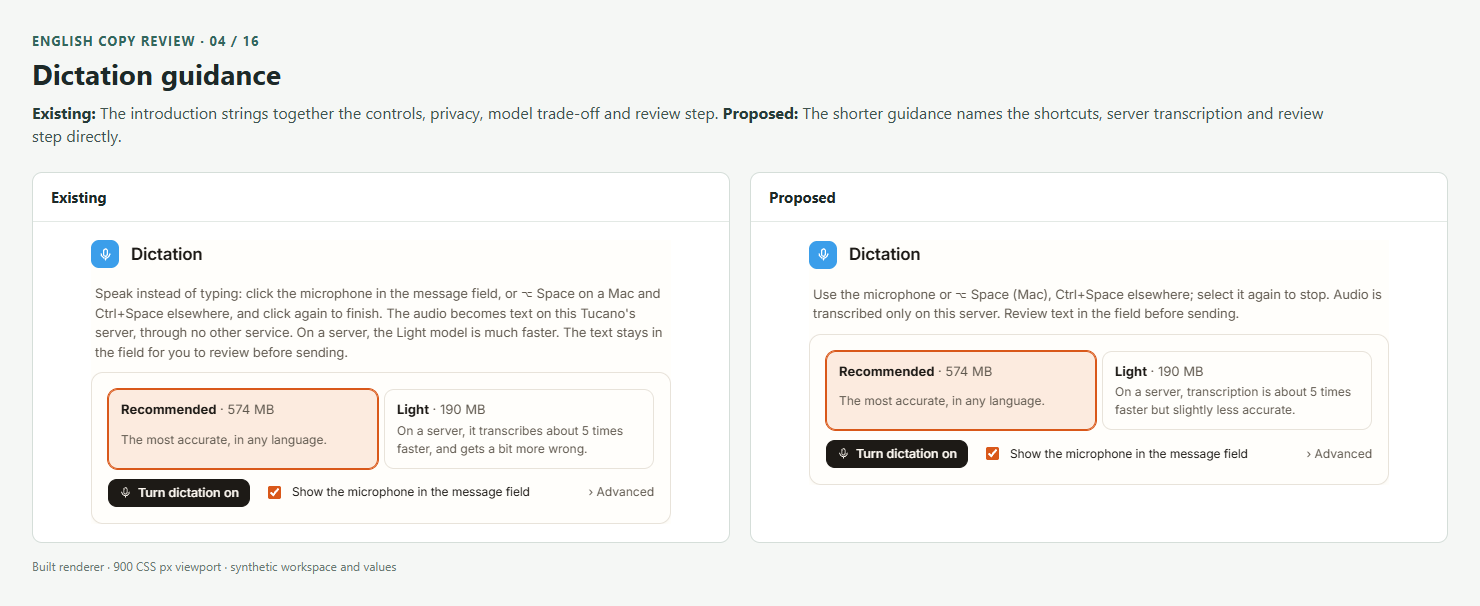 ENGLISH COPY REVIEW · 04 / 16
Dictation guidance
Existing: The introduction strings together the controls, privacy, model trade-off and review step. Proposed: The shorter guidance names the shortcuts, server transcription and review
step directly.
Existing
Dictation
Speak instead of typing: click the microphone in the message field, or ⌥ Space on a Mac and
Ctrl+Space elsewhere, and click again to finish. The audio becomes text on this Tucano's
server, through no other service. On a server, the Light model is much faster. The text stays in
the field for you to review before sending.
Recommended · 574 MB
The most accurate, in any language.
Light · 190 MB
On a server, it transcribes about 5 times
faster, and gets a bit more wrong.
Turn dictation on
Show the microphone in the message field
› Advanced
Proposed
Dictation
Use the microphone or ⌥ Space (Mac), Ctrl+Space elsewhere; select it again to stop. Audio is
transcribed only on this server. Review text in the field before sending.
Recommended · 574 MB
The most accurate, in any language.
Light · 190 MB
On a server, transcription is about 5 times
faster but slightly less accurate.
Turn dictation on
Show the microphone in the message field
› Advanced
Built renderer · 900 CSS px viewport · synthetic workspace and values